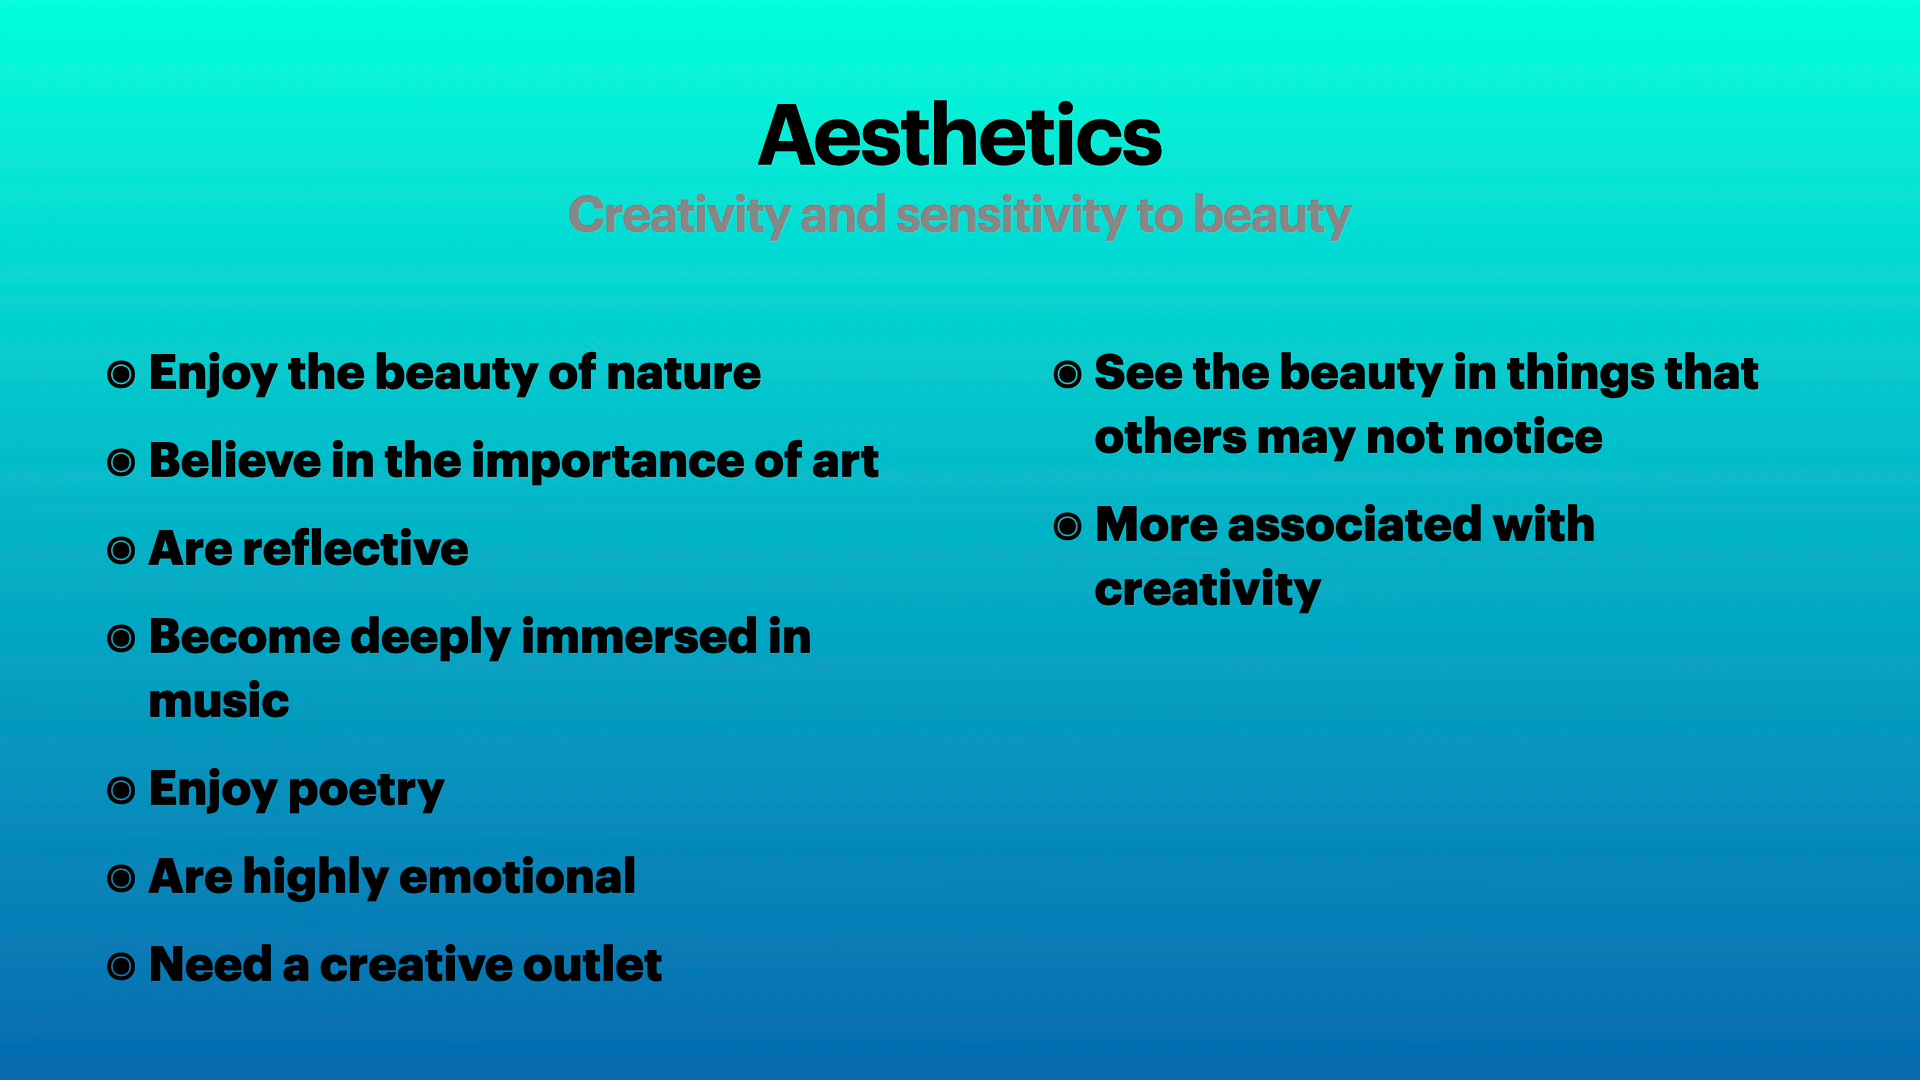 Aesthetics
Creativity and sensitivity to beauty
◉ Enjoy the beauty of nature
◉ Believe in the importance of art
◉ Are reflective
◉ Become deeply immersed in
music
◉ Enjoy poetry
◉ Are highly emotional
◉ Need a creative outlet
◉ See the beauty in things that
others may not notice
◉ More associated with
creativity